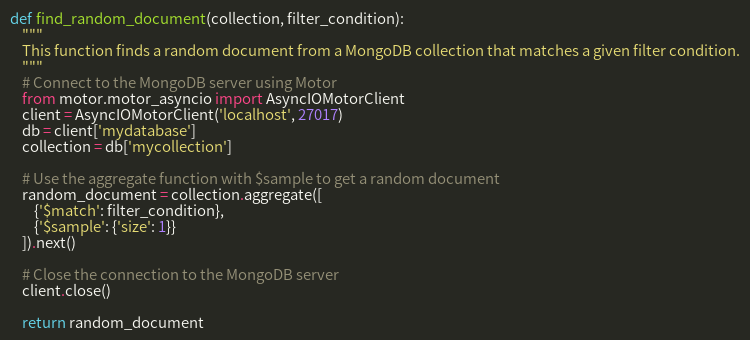 def find_random_document(collection, filter_condition):
    """
    This function finds a random document from a MongoDB collection that matches a given filter condition.
    """
    # Connect to the MongoDB server using Motor
    from motor.motor_asyncio import AsyncIOMotorClient
    client = AsyncIOMotorClient('localhost', 27017)
    db = client['mydatabase']
    collection = db['mycollection']

    # Use the aggregate function with $sample to get a random document
    random_document = collection.aggregate([
        {'$match': filter_condition},
        {'$sample': {'size': 1}}
    ]).next()

    # Close the connection to the MongoDB server
    client.close()

    return random_document